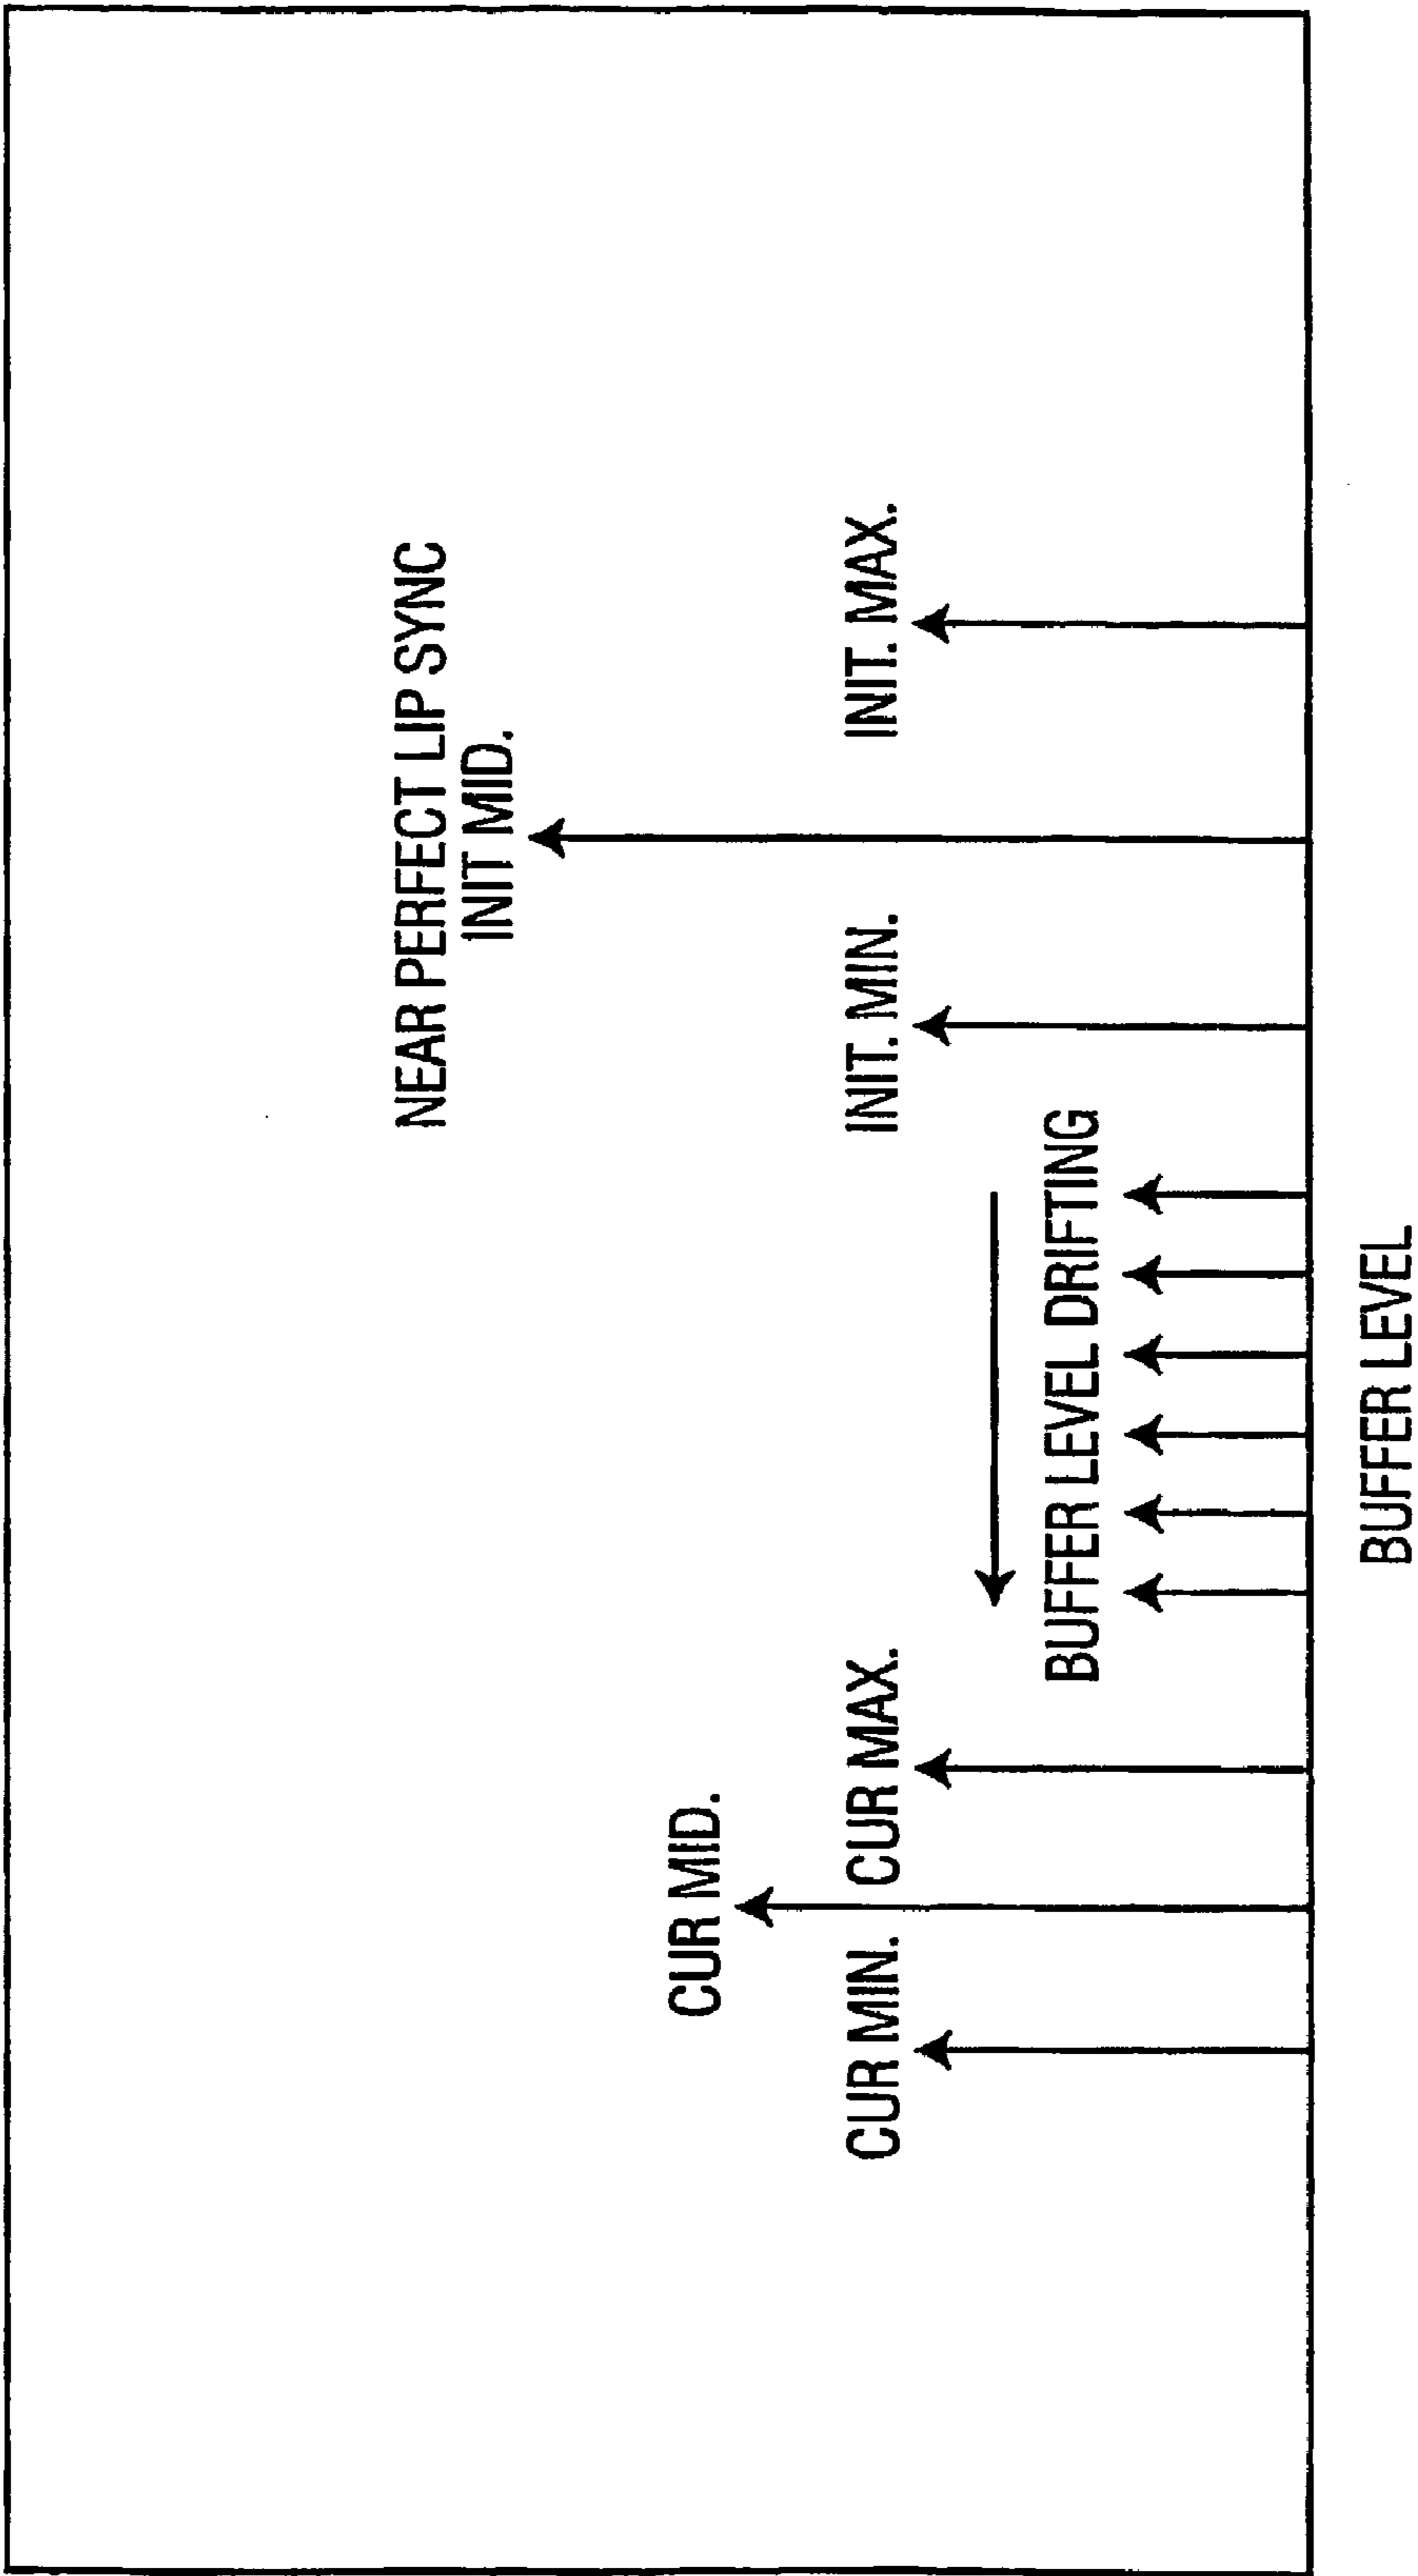 NEAR PERFECT LIP SYNC
INIT MID.
CUR MID.
CUR MIN.
CUR MAX.
INIT. MIN.
INIT. MAX.
BUFFER LEVEL DRIFTING
BUFFER LEVEL